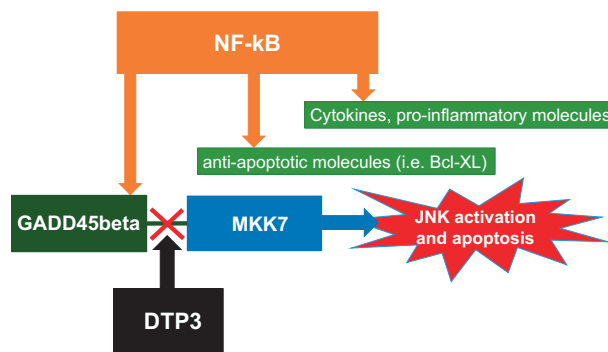 NF-kB
Cytokines, pro-inflammatory molecules
anti-apoptotic molecules (i.e. Bcl-XL)
GADD45beta
MKK7
JNK activation
and apoptosis
DTP3